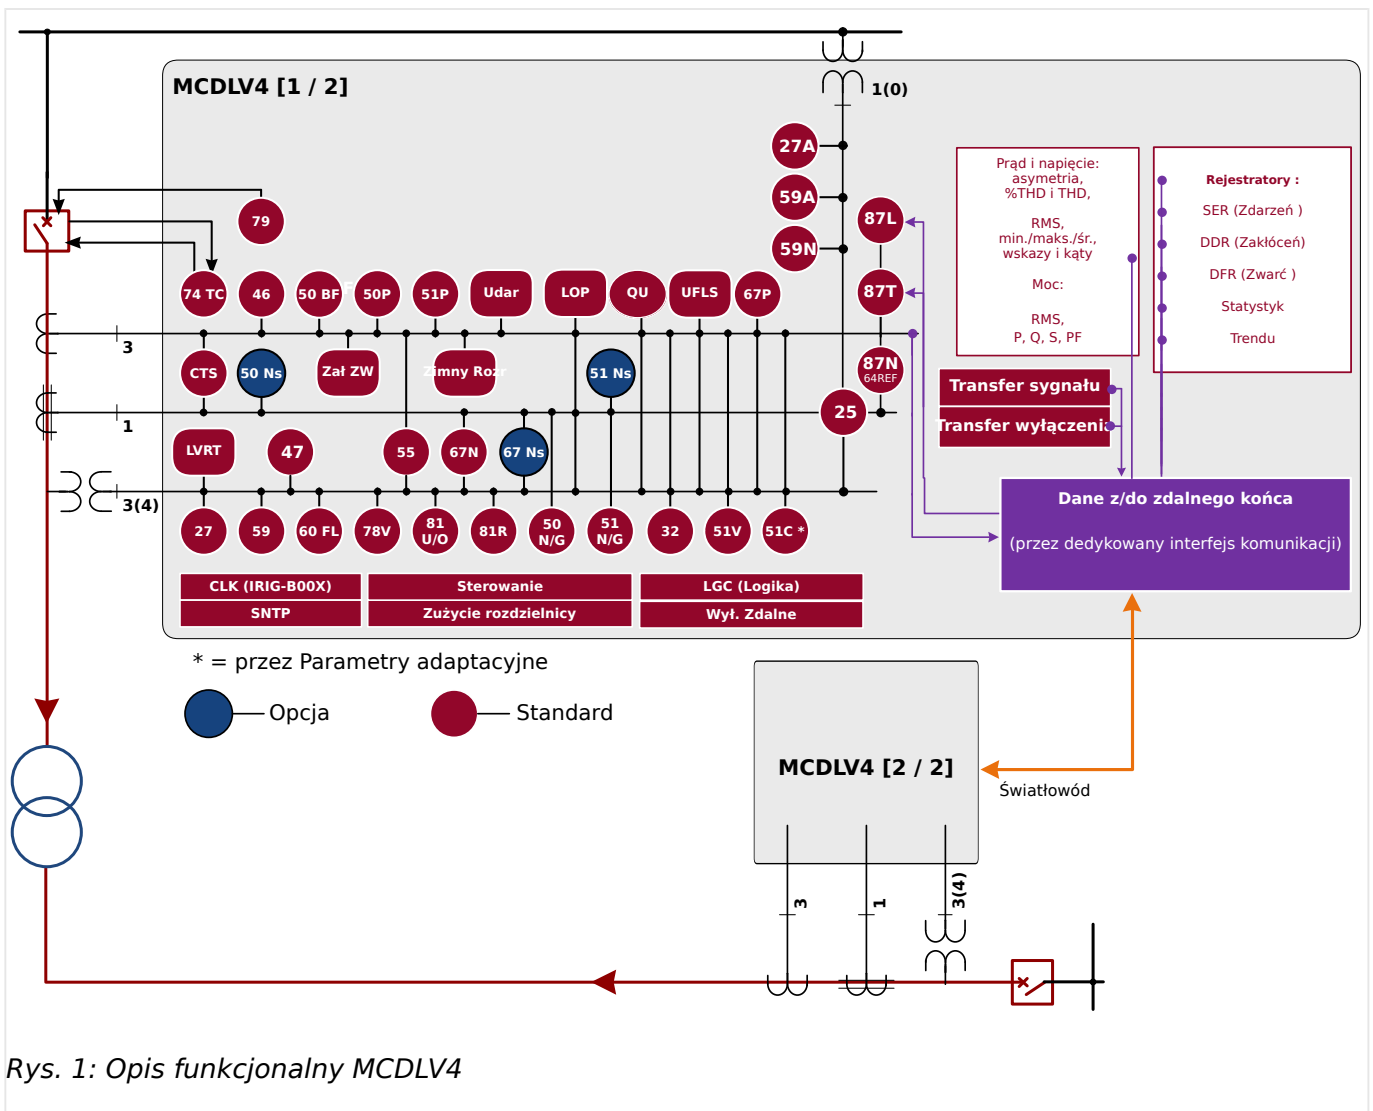 MCDLV4 [1 / 2]
1(0)
27A
59A
59N
87L
87T
87N
64REF
79
74 TC
46
50 BF
50P
51P
Udar
LOP
QU
UFLS
67P
3
CTS
50 Ns
Zał ZW
Zimny Rozr
51 Ns
25
1
LVRT
47
55
67N
67 Ns
3(4)
27
59
60 FL
78V
81
U/O
81R
50
N/G
51
N/G
32
51V
51C *
Prąd i napięcie:
asymetria,
%THD i THD,
RMS,
min./maks./śr.,
wskazy i kąty
Moc:
RMS,
P, Q, S, PF
Rejestratory :
SER (Zdarzeń )
DDR (Zakłóceń)
DFR (Zwarć )
Statystyk
Trendu
Transfer sygnału
Transfer wyłączenia
Dane z/do zdalnego końca
(przez dedykowany interfejs komunikacji)
CLK (IRIG-B00X)
Sterowanie
LGC (Logika)
SNTP
Zużycie rozdzielnicy
Wył. Zdalne
* = przez Parametry adaptacyjne
Opcja
Standard
MCDLV4 [2 / 2]
Światłowód
3
1
3(4)
Rys. 1: Opis funkcjonalny MCDLV4